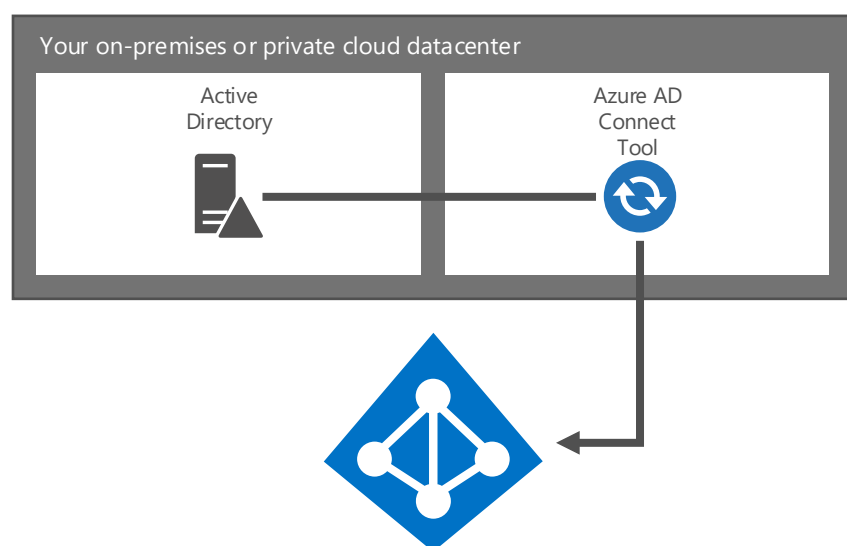 Your on-premises or private cloud datacenter
Active
Directory
Azure AD
Connect
Tool